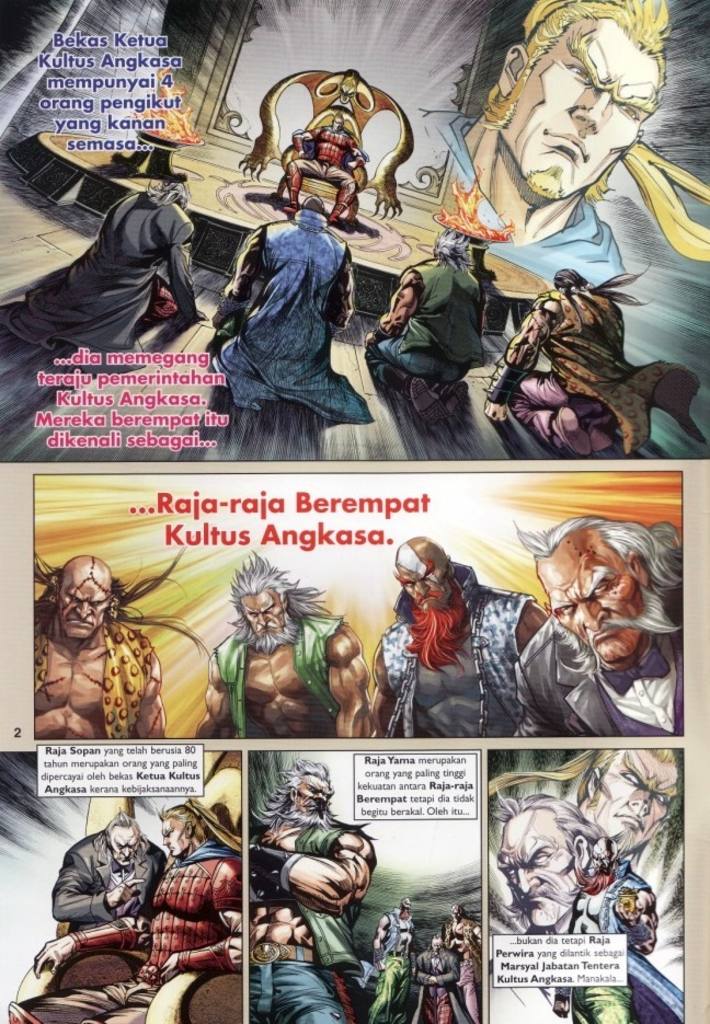 Bekas Ketua
Kultus Angkasa
mempunyai 4
orang pengikut
yang kanan
semasa...
...dia memegang
teraju pemerintahan
Kultus Angkasa.
Mereka berempat itu
dikenali sebagai...
...Raja-raja Berempat
Kultus Angkasa.
2
Raja Sopan yang telah berusia 80
tahun merupakan orang yang paling
dipercayai oleh bekas Ketua Kultus
Angkasa kerana kebijaksanaannya.
Raja Yama merupakan
orang yang paling tinggi
kekuatan antara Raja-raja
Berempat tetapi dia tidak
begitu berakal. Oleh itu...
...bukan dia tetapi Raja
Perwira yang dilantik sebagai
Marsyal Jabatan Tentera
Kultus Angkasa. Manakala...